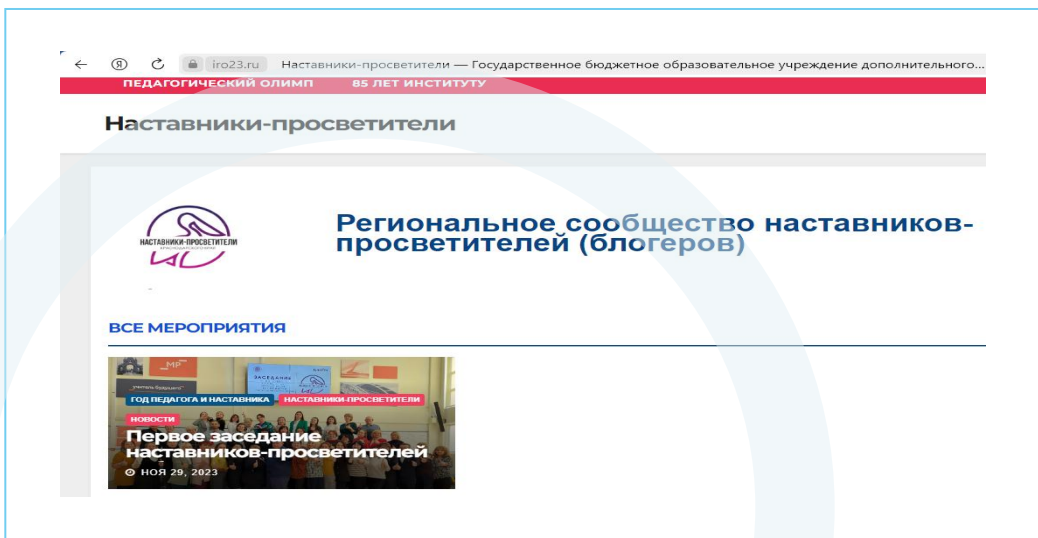 iro23.ru Наставники-просветители — Государственное бюджетное образовательное учреждение дополнительного...
ПЕДАГОГИЧЕСКИЙ ОЛИМП 85 ЛЕТ ИНСТИТУТУ
Наставники-просветители
НАСТАВНИКИ-ПРОСВЕТИТЕЛИ
Региональное сообщество наставников-
просветителей (блогеров)
ВСЕ МЕРОПРИЯТИЯ
ЗАСЕДАНИЕ
ГОД ПЕДАГОГА И НАСТАВНИКА НАСТАВНИКИ-ПРОСВЕТИТЕЛИ
НОВОСТИ
Первое заседание
наставников-просветителей
НОЯ 29, 2023